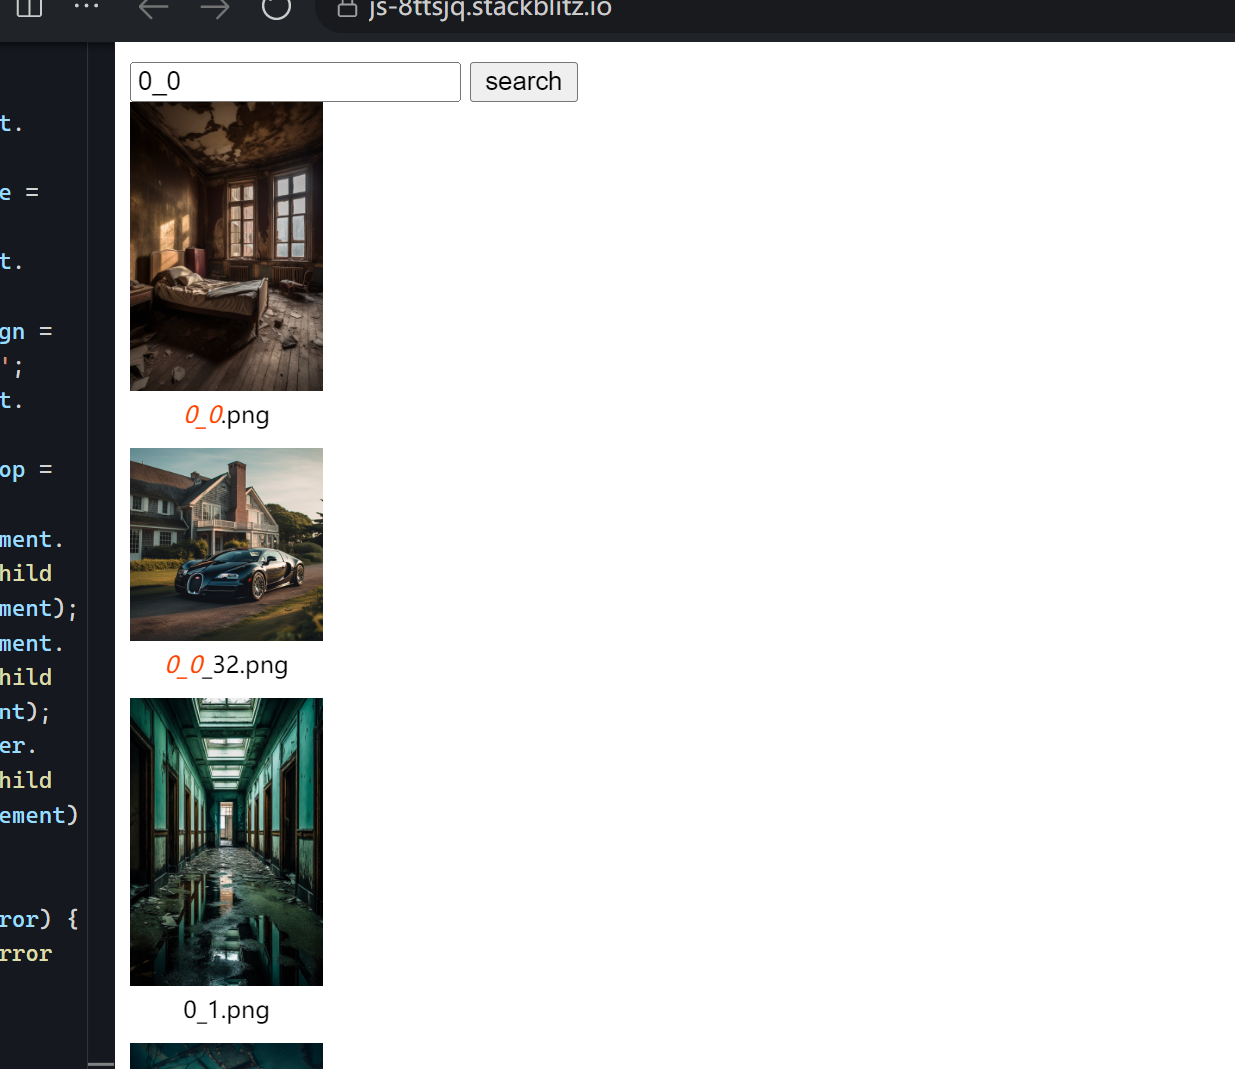 js-8ttsjq.stackblitz.io
0_0 search
t.
e =
t.
gn =
';
t.
op =
ment.
hild
ment);
ment.
hild
nt);
er.
hild
ement)
ror) {
rror
0_0.png
0_0_32.png
0_1.png